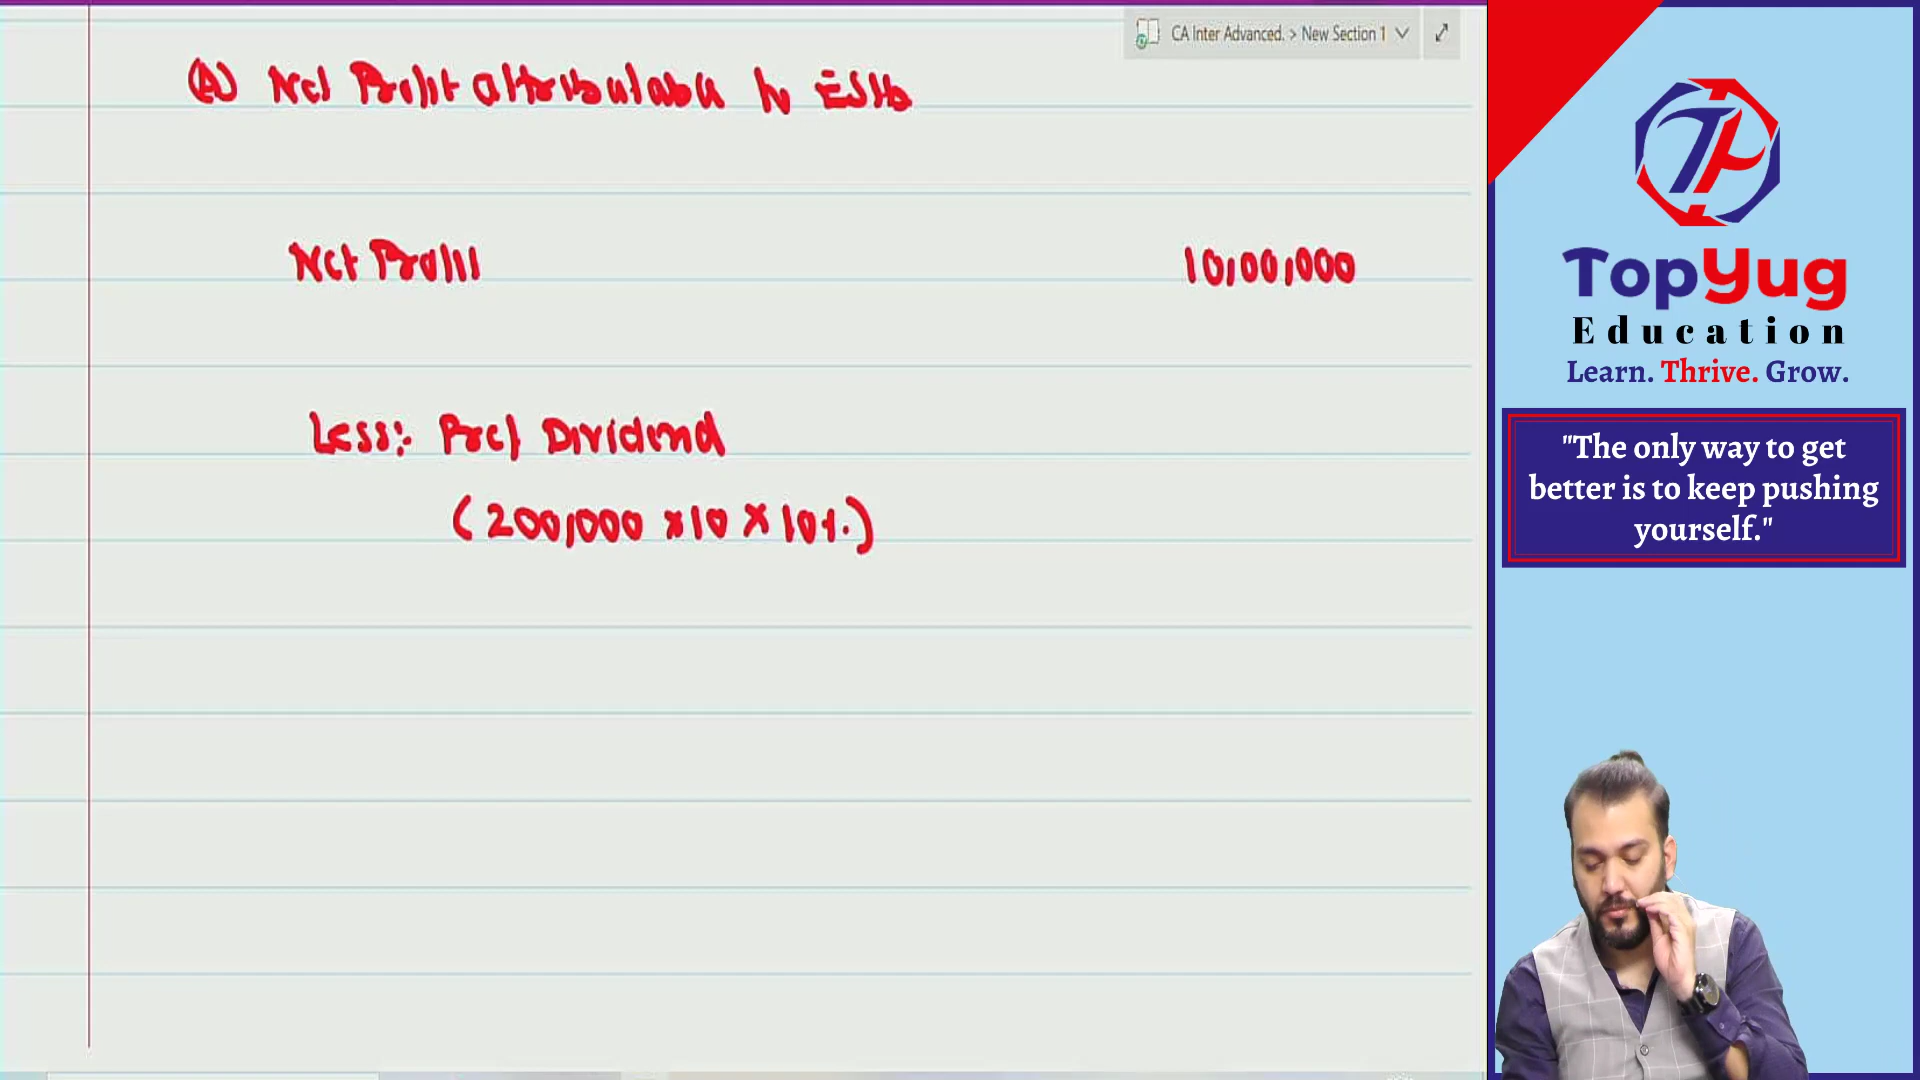 CA Inter Advanced. > New Section 1
(A) Net Profit attributable to ESHs
Net Profit 10,00,000
Less: Pref Dividend
(200,000 x 10 x 10%.)
TopYug
Education
Learn. Thrive. Grow.
"The only way to get
better is to keep pushing
yourself."